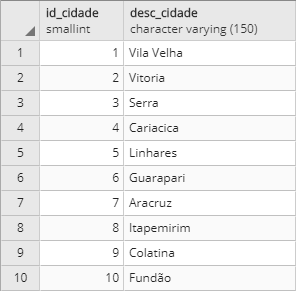 id_cidade desc_cidade
smallint character varying (150)
1 1 Vila Velha
2 2 Vitoria
3 3 Serra
4 4 Cariacica
5 5 Linhares
6 6 Guarapari
7 7 Aracruz
8 8 Itapemirim
9 9 Colatina
10 10 Fundão